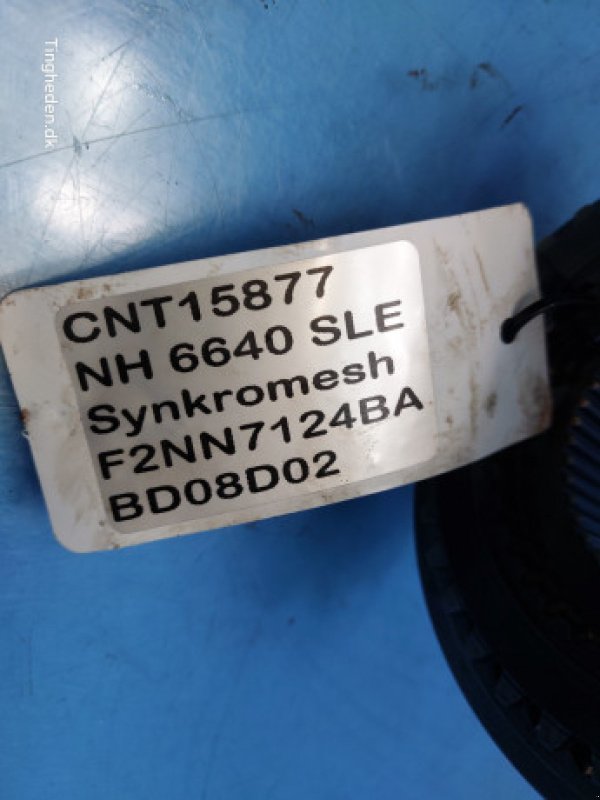 Tingheden.dk
CNT15877
NH 6640 SLE
Synkromesh
F2NN7124BA
BD08D02